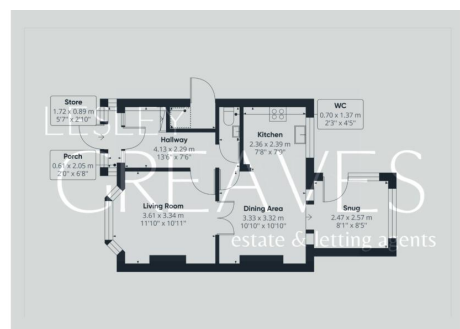 Store
1.72 x 0.89 m
5'7" x 2'10"
Porch
0.61 x 2.05 m
2'0" x 6'8"
Hallway
4.13 x 2.29 m
13'6" x 7'6"
Kitchen
2.36 x 2.39 m
7'8" x 7'9"
WC
0.70 x 1.37 m
2'3" x 4'5"
Living Room
3.61 x 3.34 m
11'10" x 10'11"
Dining Area
3.33 x 3.32 m
10'10" x 10'10"
Snug
2.47 x 2.57 m
8'1" x 8'5"
LESLEY
GREAVES
estate & letting agents